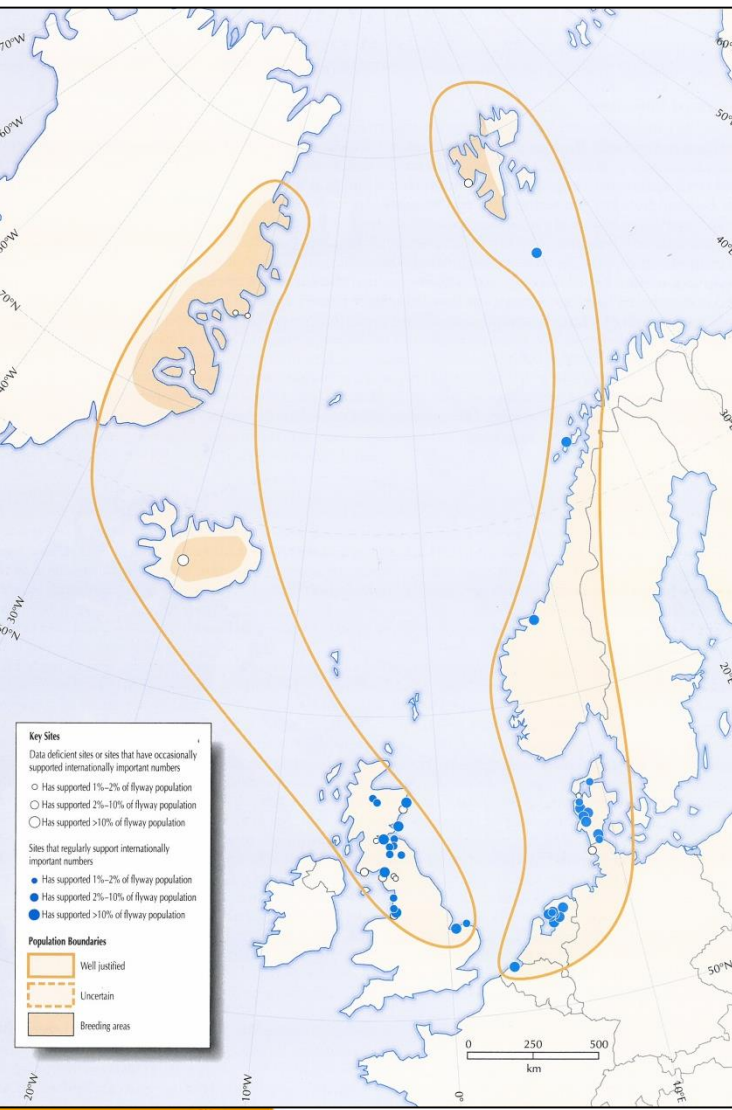 70°W
60°W
50°W
70°N
40°W
30°W
60°N
20°W
10°W
0°
10°E
50°N
20°E
30°E
40°E
50°
60°
Key Sites
Data deficient sites or sites that have occasionally
supported internationally important numbers
Has supported 1%–2% of flyway population
Has supported 2%–10% of flyway population
Has supported >10% of flyway population
Sites that regularly support internationally
important numbers
Has supported 1%–2% of flyway population
Has supported 2%–10% of flyway population
Has supported >10% of flyway population
Population Boundaries
Well justified
Uncertain
Breeding areas
0 250 500
km